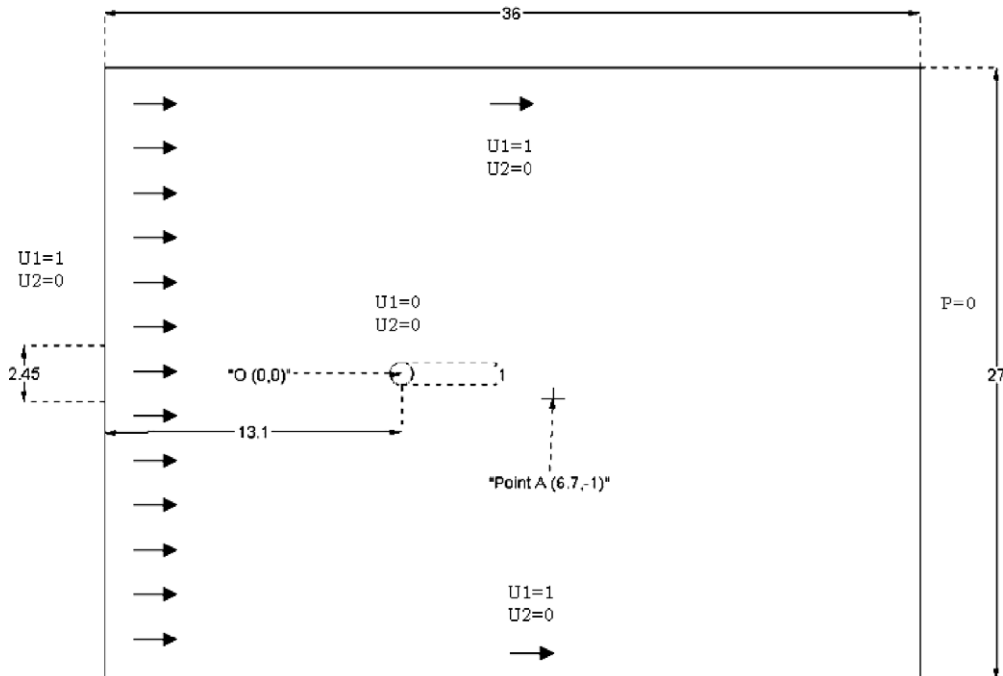 36
U1=1
U2=0
U1=1
U2=0
U1=0
U2=0
P=0
2.45
"O (0,0)"
1
27
13.1
"Point A (6.7,-1)"
U1=1
U2=0